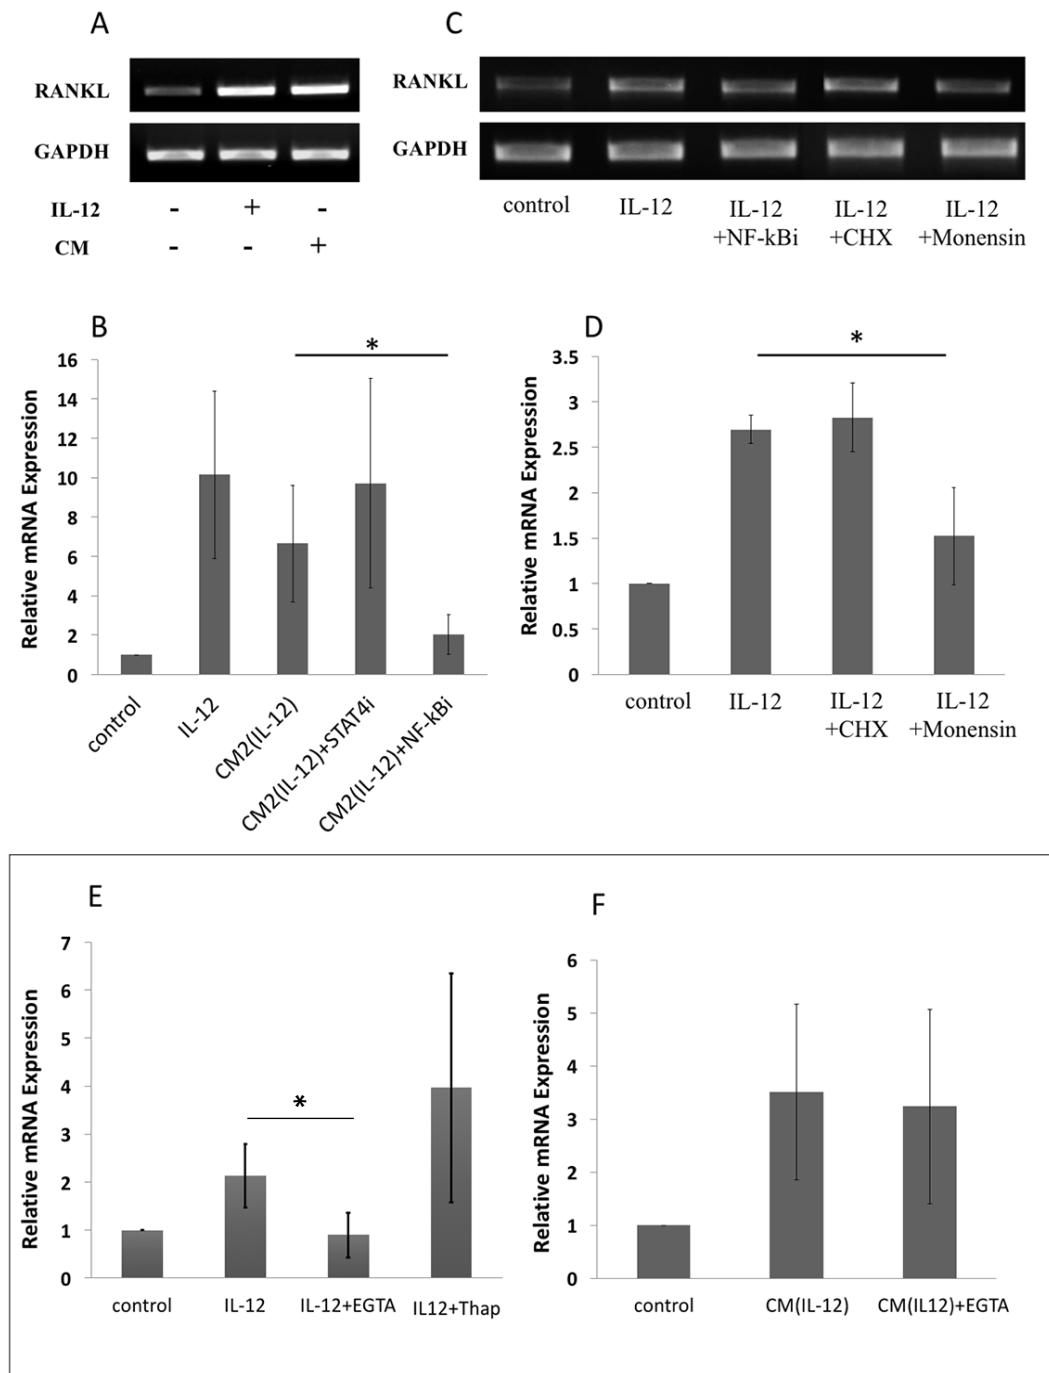 A
RANKL
GAPDH
IL-12 - + -
CM - - +
C
RANKL
GAPDH
control IL-12 IL-12 IL-12 IL-12
+NF-kBi +CHX +Monensin
B
*
Relative mRNA Expression
16
14
12
10
8
6
4
2
0
control
IL-12
CM2(IL-12)
CM2(IL-12)+STAT4i
CM2(IL-12)+NF-kBi
D
*
Relative mRNA Expression
3.5
3
2.5
2
1.5
1
0.5
0
control IL-12 IL-12 IL-12
+CHX +Monensin
E
*
Relative mRNA Expression
7
6
5
4
3
2
1
0
control IL-12 IL-12+EGTA IL12+Thap
F
Relative mRNA Expression
6
5
4
3
2
1
0
control CM(IL-12) CM(IL12)+EGTA